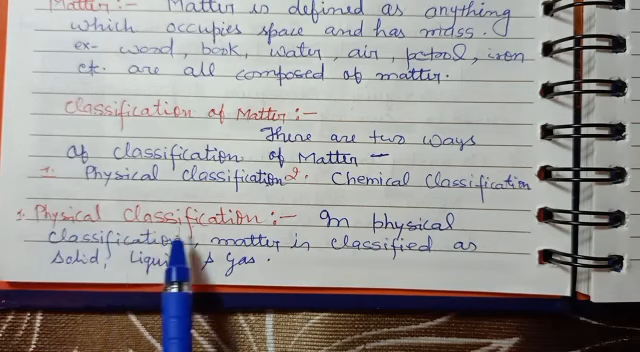 Matter :- Matter is defined as anything
which occupies space and has mass.
ex- wood, book, water, air, petrol, iron
etc. are all composed of matter.
Classification of Matter :-
There are two ways
of classification of Matter -
1. Physical classification 2. Chemical Classification
1. Physical Classification :- In physical
classification, matter is classified as
Solid, Liquid & Gas.